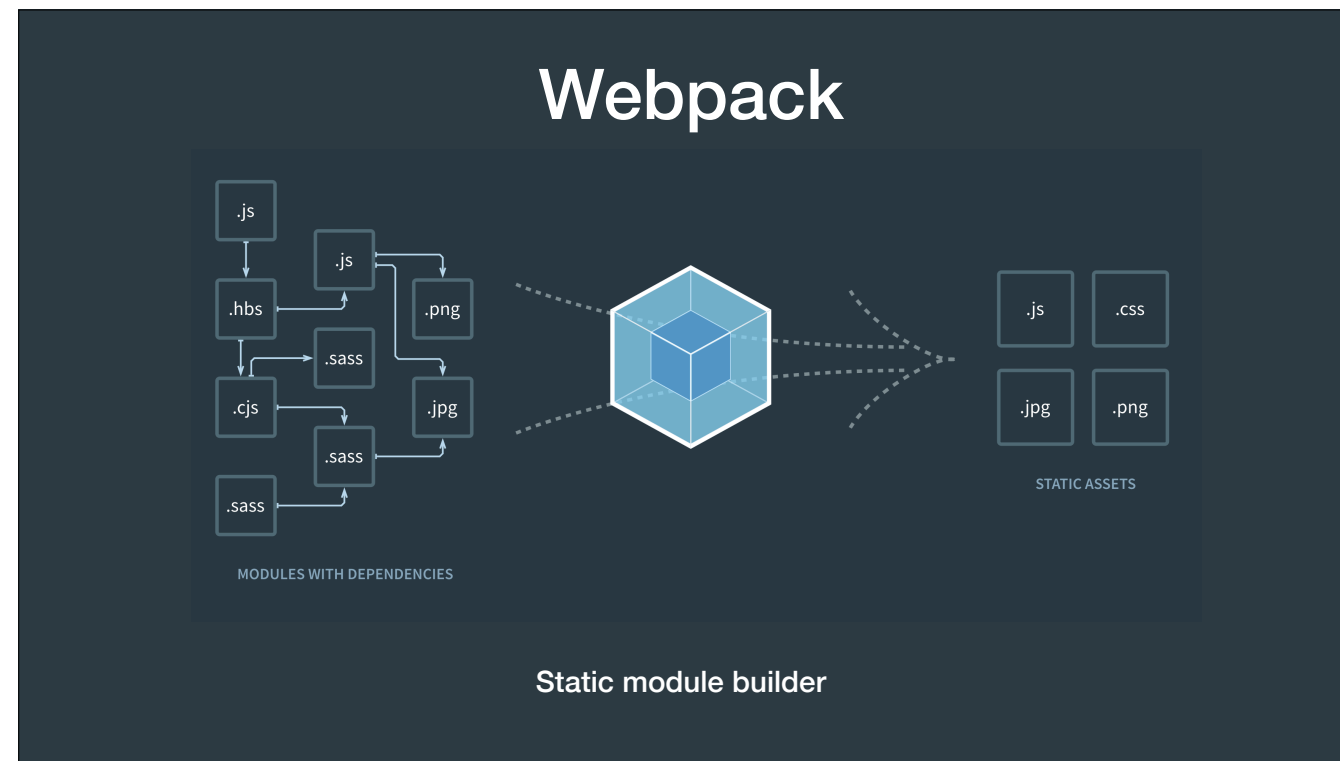 Webpack
.js
.js
.hbs
.png
.sass
.cjs
.jpg
.sass
.sass
MODULES WITH DEPENDENCIES
.js
.css
.jpg
.png
STATIC ASSETS
Static module builder